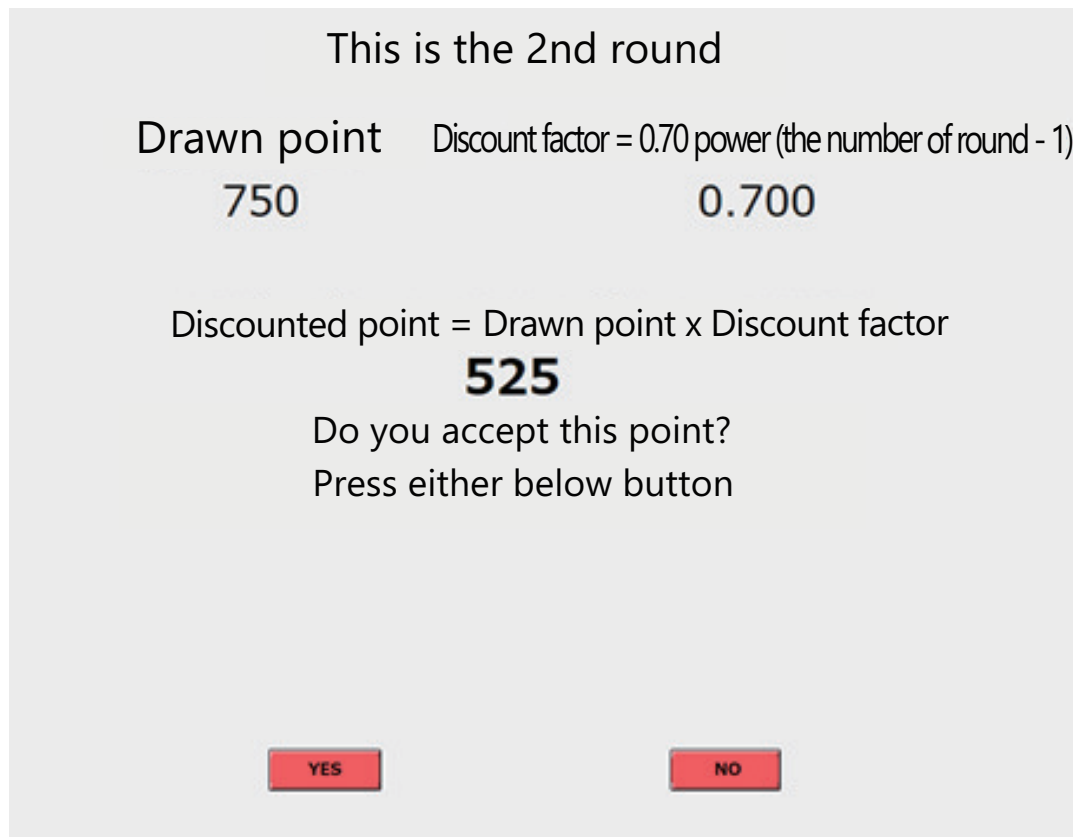 This is the 2nd round
Drawn point Discount factor = 0.70 power (the number of round - 1)
750 0.700
Discounted point = Drawn point x Discount factor
525
Do you accept this point?
Press either below button
YES NO